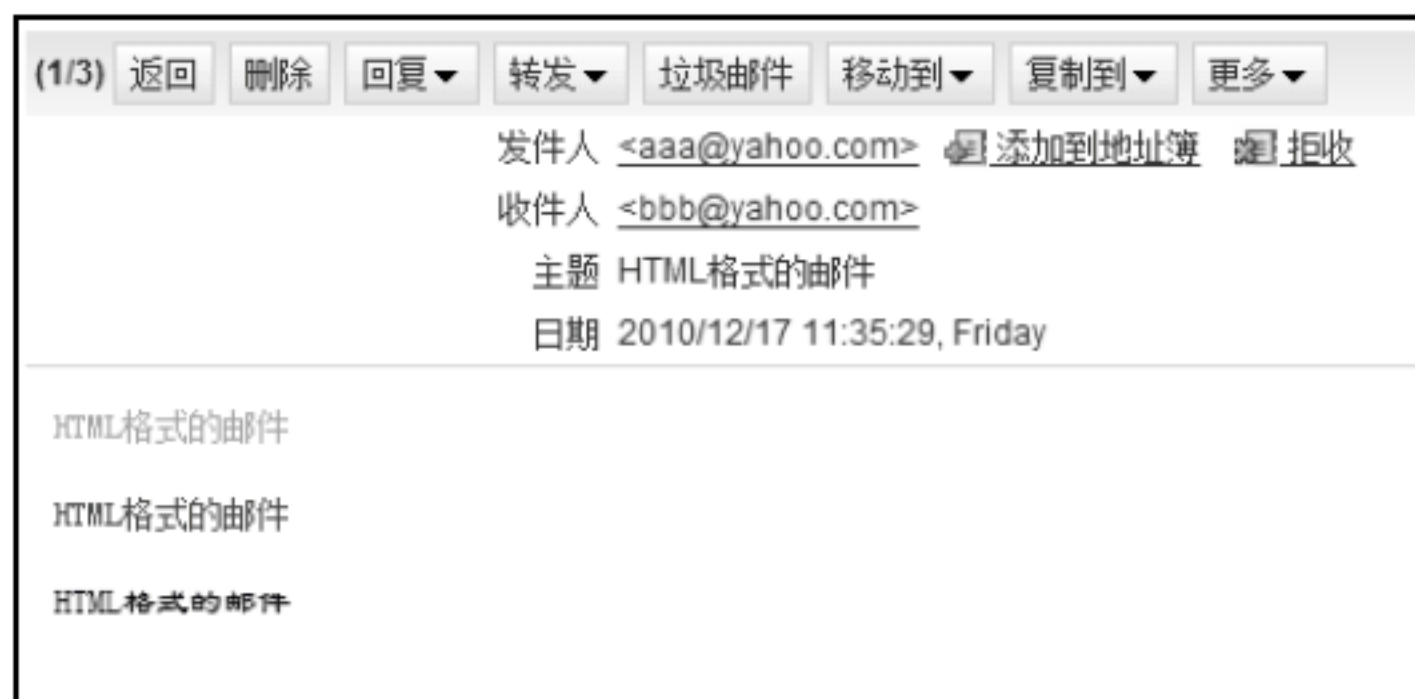 (1/3) 返回 删除 回复 转发 垃圾邮件 移动到 复制到 更多
发件人 <aaa@yahoo.com> 添加到地址簿 拒收
收件人 <bbb@yahoo.com>
主题 HTML格式的邮件
日期 2010/12/17 11:35:29, Friday
HTML格式的邮件
HTML格式的邮件
HTML格式的邮件